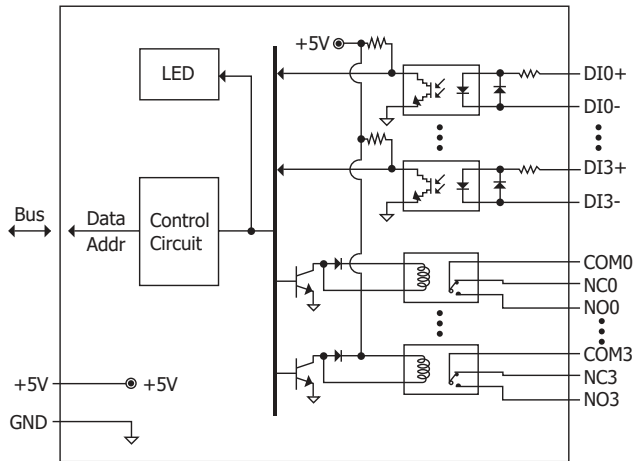 +5V
LED
DI0+
DI0-
DI3+
DI3-
Bus
Data
Addr
Control
Circuit
COM0
NC0
NO0
COM3
NC3
NO3
+5V
+5V
GND